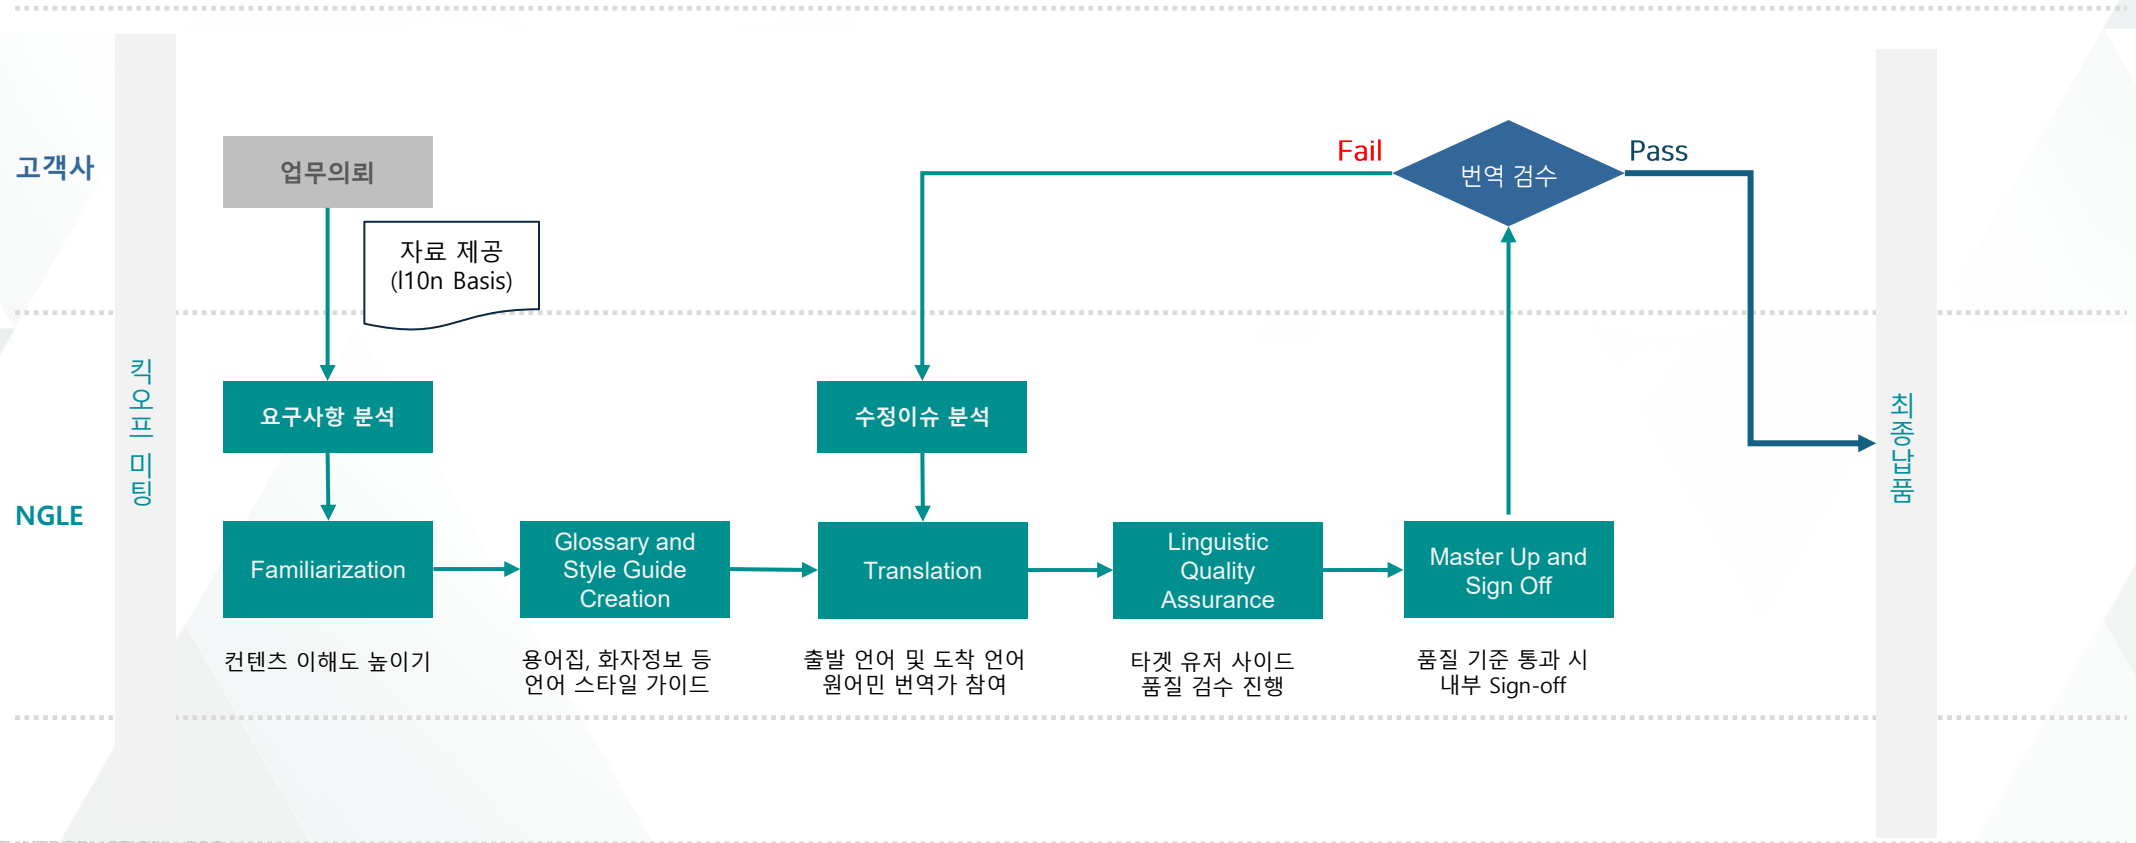 고객사
업무의뢰
자료 제공
(l10n Basis)
Fail
번역 검수
Pass
킥오프 미팅
최종납품
NGLE
요구사항 분석
수정이슈 분석
Familiarization
Glossary and
Style Guide
Creation
Translation
Linguistic
Quality
Assurance
Master Up and
Sign Off
컨텐츠 이해도 높이기
용어집, 화자정보 등
언어 스타일 가이드
출발 언어 및 도착 언어
원어민 번역가 참여
타겟 유저 사이드
품질 검수 진행
품질 기준 통과 시
내부 Sign-off